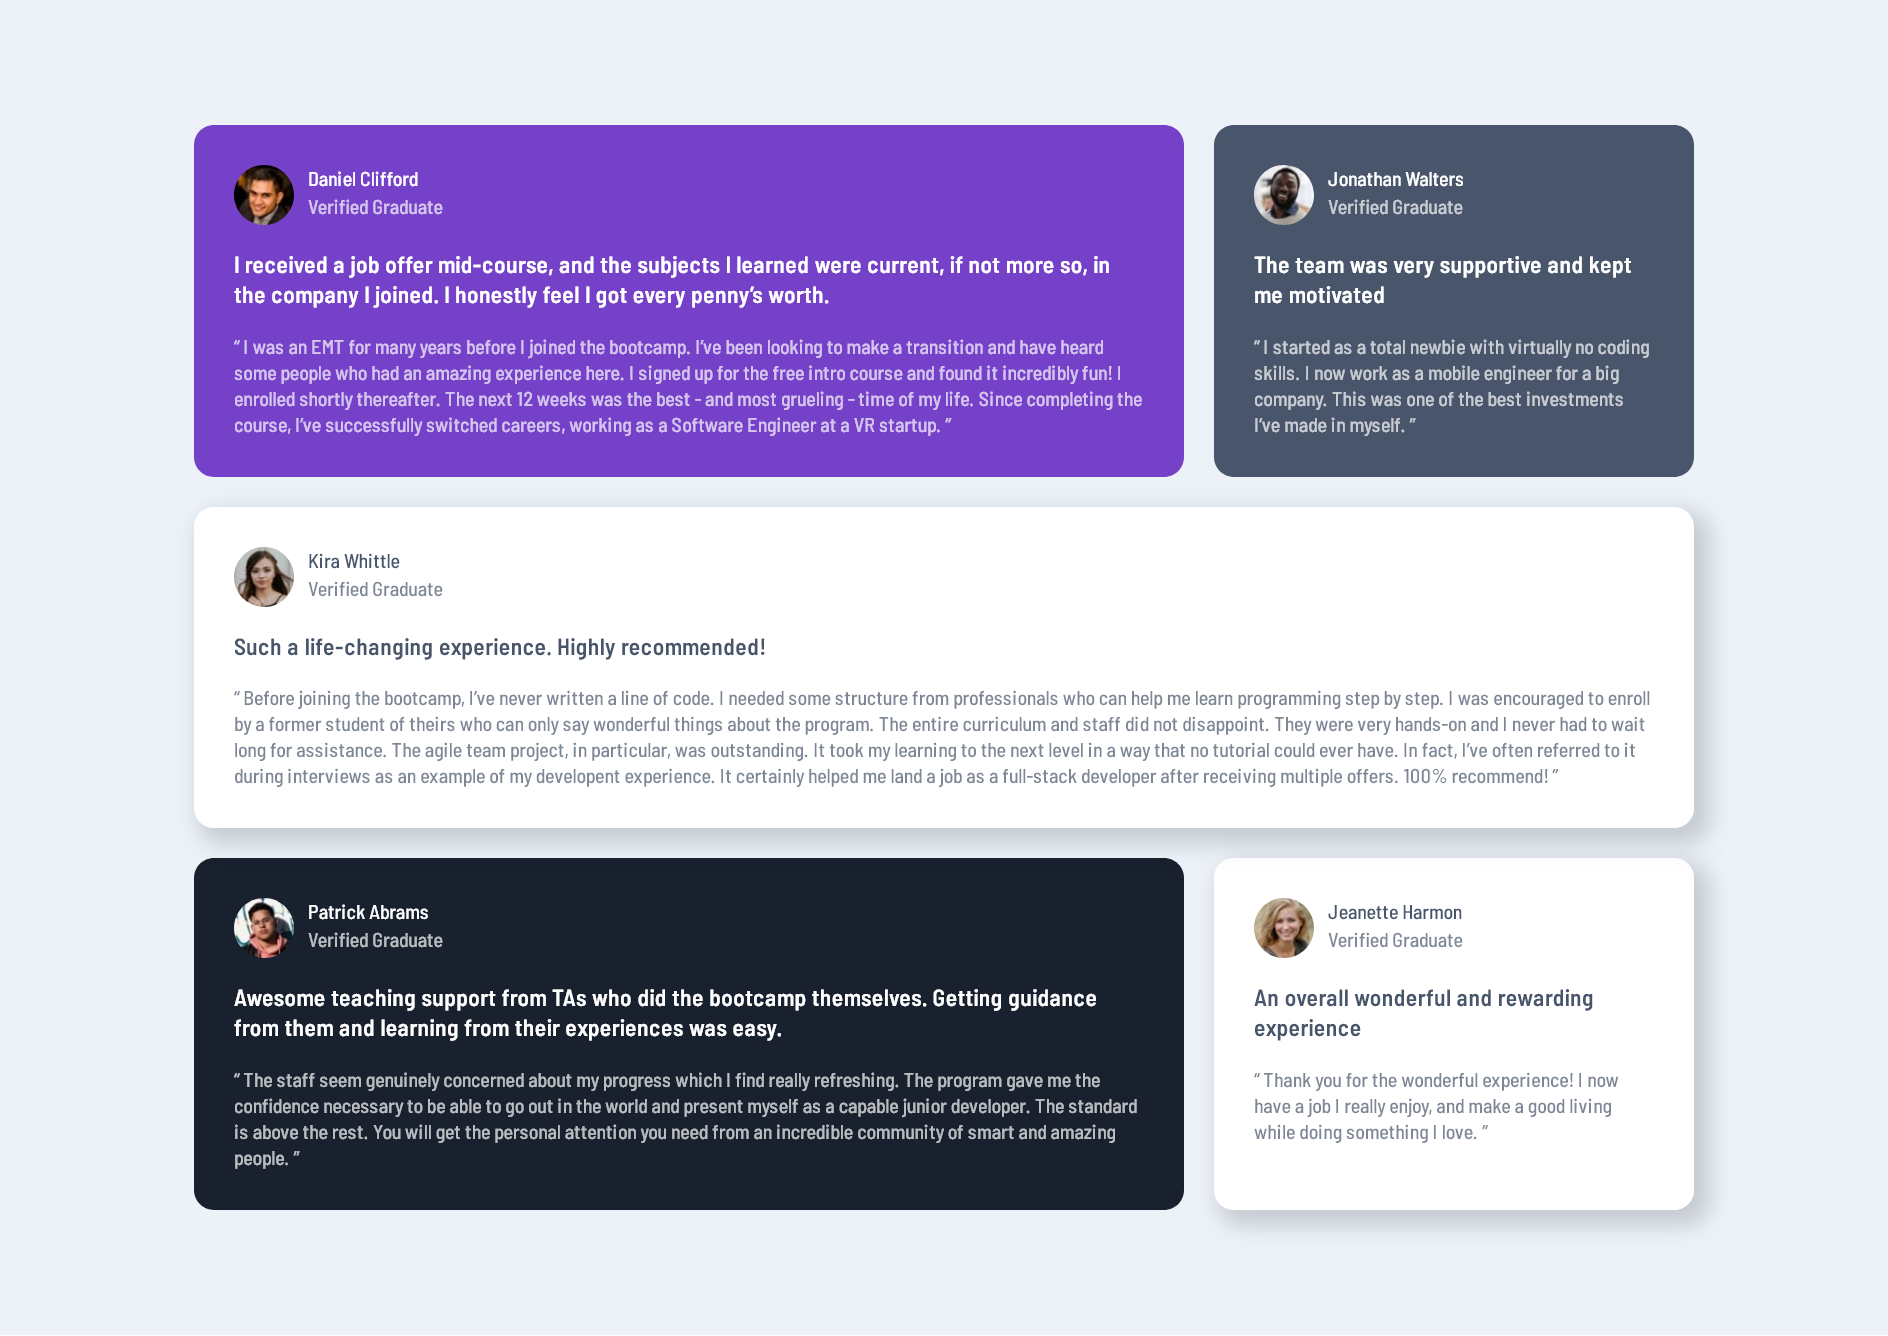 Daniel Clifford
Verified Graduate
I received a job offer mid-course, and the subjects I learned were current, if not more so, in
the company I joined. I honestly feel I got every penny’s worth.
“ I was an EMT for many years before I joined the bootcamp. I’ve been looking to make a transition and have heard
some people who had an amazing experience here. I signed up for the free intro course and found it incredibly fun! I
enrolled shortly thereafter. The next 12 weeks was the best - and most grueling - time of my life. Since completing the
course, I’ve successfully switched careers, working as a Software Engineer at a VR startup. ”
Jonathan Walters
Verified Graduate
The team was very supportive and kept
me motivated
“ I started as a total newbie with virtually no coding
skills. I now work as a mobile engineer for a big
company. This was one of the best investments
I’ve made in myself. ”
Kira Whittle
Verified Graduate
Such a life-changing experience. Highly recommended!
“ Before joining the bootcamp, I’ve never written a line of code. I needed some structure from professionals who can help me learn programming step by step. I was encouraged to enroll
by a former student of theirs who can only say wonderful things about the program. The entire curriculum and staff did not disappoint. They were very hands-on and I never had to wait
long for assistance. The agile team project, in particular, was outstanding. It took my learning to the next level in a way that no tutorial could ever have. In fact, I’ve often referred to it
during interviews as an example of my developent experience. It certainly helped me land a job as a full-stack developer after receiving multiple offers. 100% recommend! ”
Patrick Abrams
Verified Graduate
Awesome teaching support from TAs who did the bootcamp themselves. Getting guidance
from them and learning from their experiences was easy.
“ The staff seem genuinely concerned about my progress which I find really refreshing. The program gave me the
confidence necessary to be able to go out in the world and present myself as a capable junior developer. The standard
is above the rest. You will get the personal attention you need from an incredible community of smart and amazing
people. ”
Jeanette Harmon
Verified Graduate
An overall wonderful and rewarding
experience
“ Thank you for the wonderful experience! I now
have a job I really enjoy, and make a good living
while doing something I love. ”